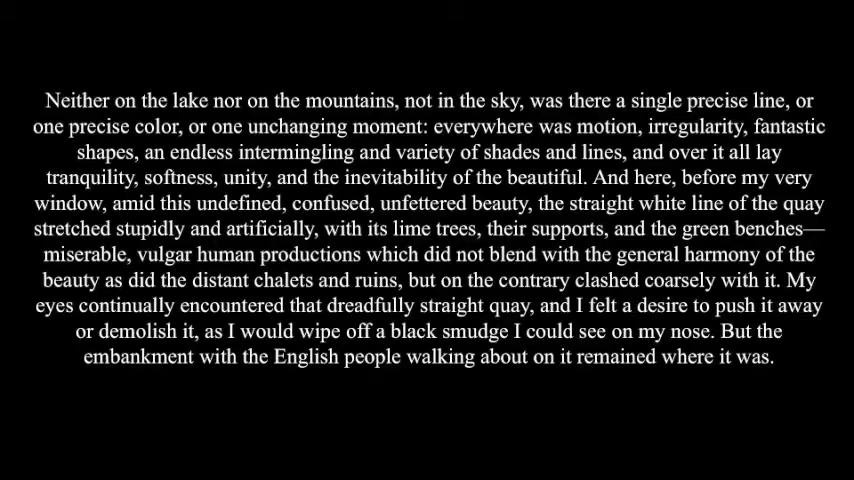 Neither on the lake nor on the mountains, not in the sky, was there a single precise line, or
one precise color, or one unchanging moment: everywhere was motion, irregularity, fantastic
shapes, an endless intermingling and variety of shades and lines, and over it all lay
tranquility, softness, unity, and the inevitability of the beautiful. And here, before my very
window, amid this undefined, confused, unfettered beauty, the straight white line of the quay
stretched stupidly and artificially, with its lime trees, their supports, and the green benches—
miserable, vulgar human productions which did not blend with the general harmony of the
beauty as did the distant chalets and ruins, but on the contrary clashed coarsely with it. My
eyes continually encountered that dreadfully straight quay, and I felt a desire to push it away
or demolish it, as I would wipe off a black smudge I could see on my nose. But the
embankment with the English people walking about on it remained where it was.